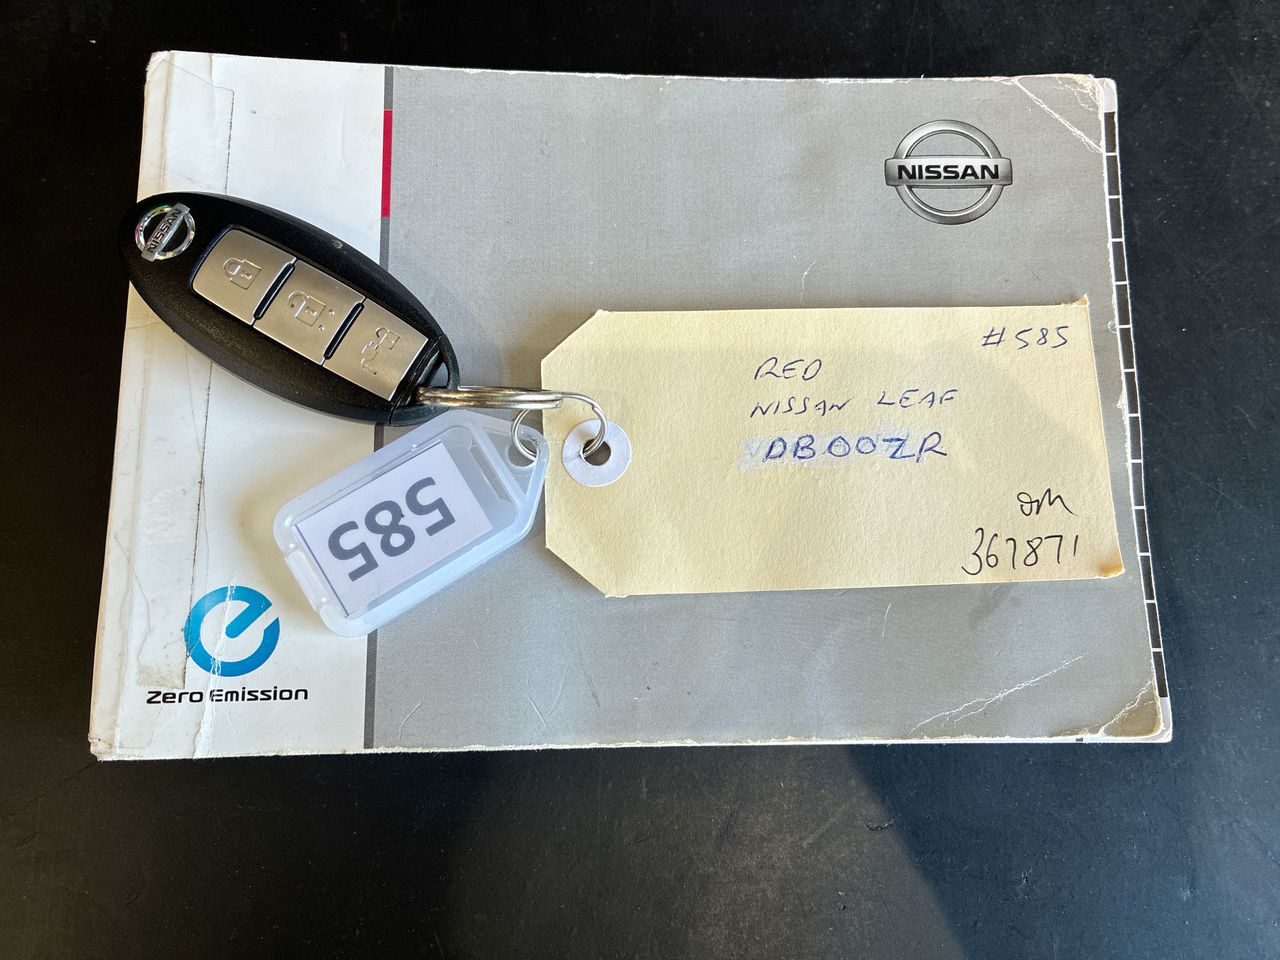 NISSAN
NISSAN
#585
RED
NISSAN LEAF
DB00ZR
585
367871
Zero Emission